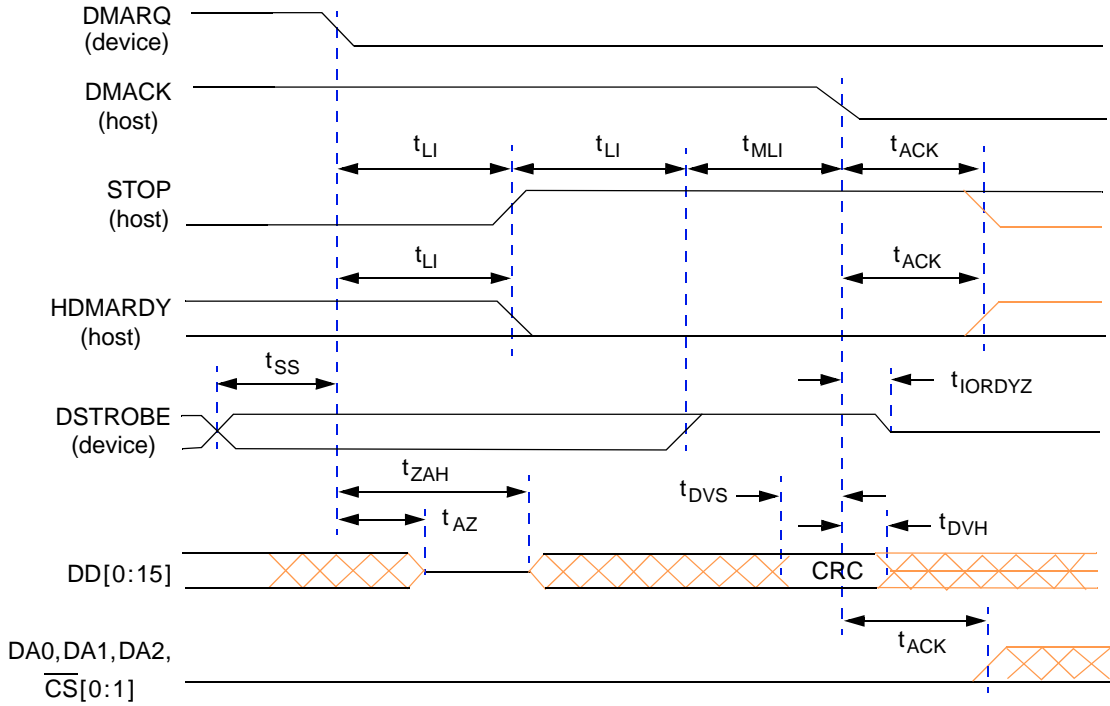 DMARQ
(device)
DMACK
(host)
tLI
tLI
tMLI
tACK
STOP
(host)
tLI
tACK
HDMARDY
(host)
tSS
tIORDYZ
DSTROBE
(device)
tZAH
tDVS
tAZ
tDVH
DD[0:15]
CRC
tACK
DA0,DA1,DA2,
C̅S̅[0:1]